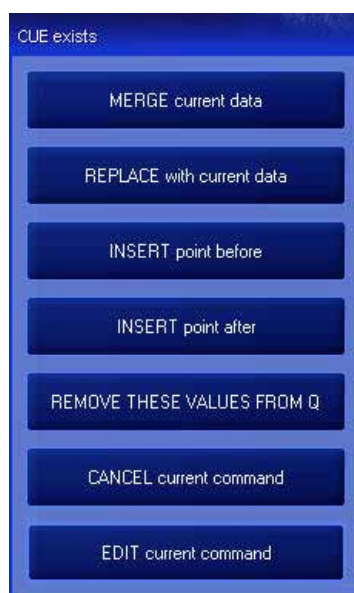 CUE exists
MERGE current data
REPLACE with current data
INSERT point before
INSERT point after
REMOVE THESE VALUES FROM Q
CANCEL current command
EDIT current command